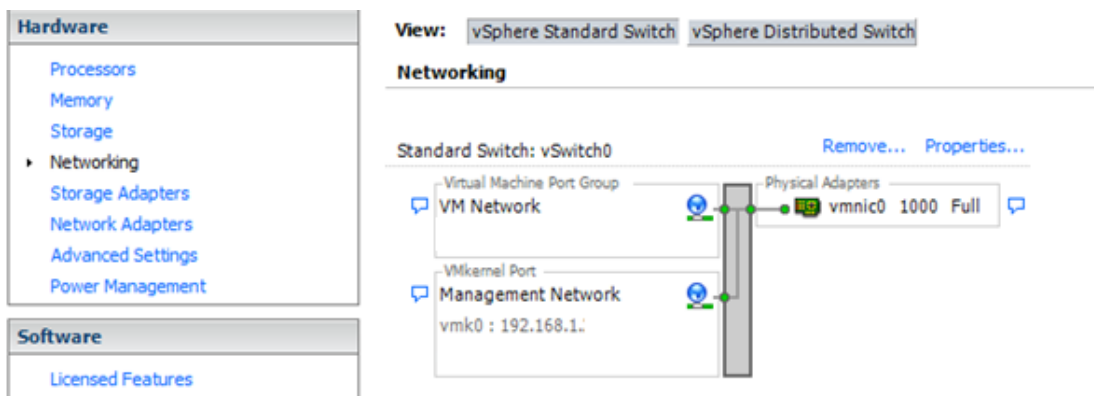 Hardware
Processors
Memory
Storage
Networking
Storage Adapters
Network Adapters
Advanced Settings
Power Management
Software
Licensed Features
View: vSphere Standard Switch vSphere Distributed Switch
Networking
Standard Switch: vSwitch0 Remove... Properties...
Virtual Machine Port Group
VM Network
Physical Adapters
vmnic0 1000 Full
VMkernel Port
Management Network
vmk0 : 192.168.1.